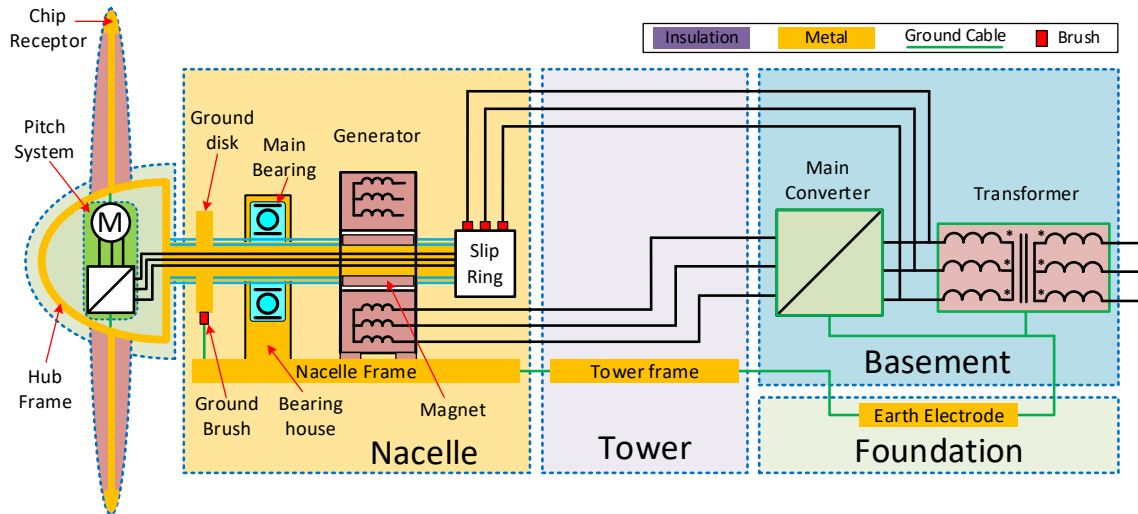 Chip
Receptor
Insulation
Metal
Ground Cable
Brush
Pitch
System
Ground
disk
Main
Bearing
Generator
Main
Converter
Transformer
M
Slip
Ring
* *
* *
* *
Hub
Frame
Nacelle Frame
Tower frame
Basement
Ground
Brush
Bearing
house
Magnet
Earth Electrode
Nacelle
Tower
Foundation